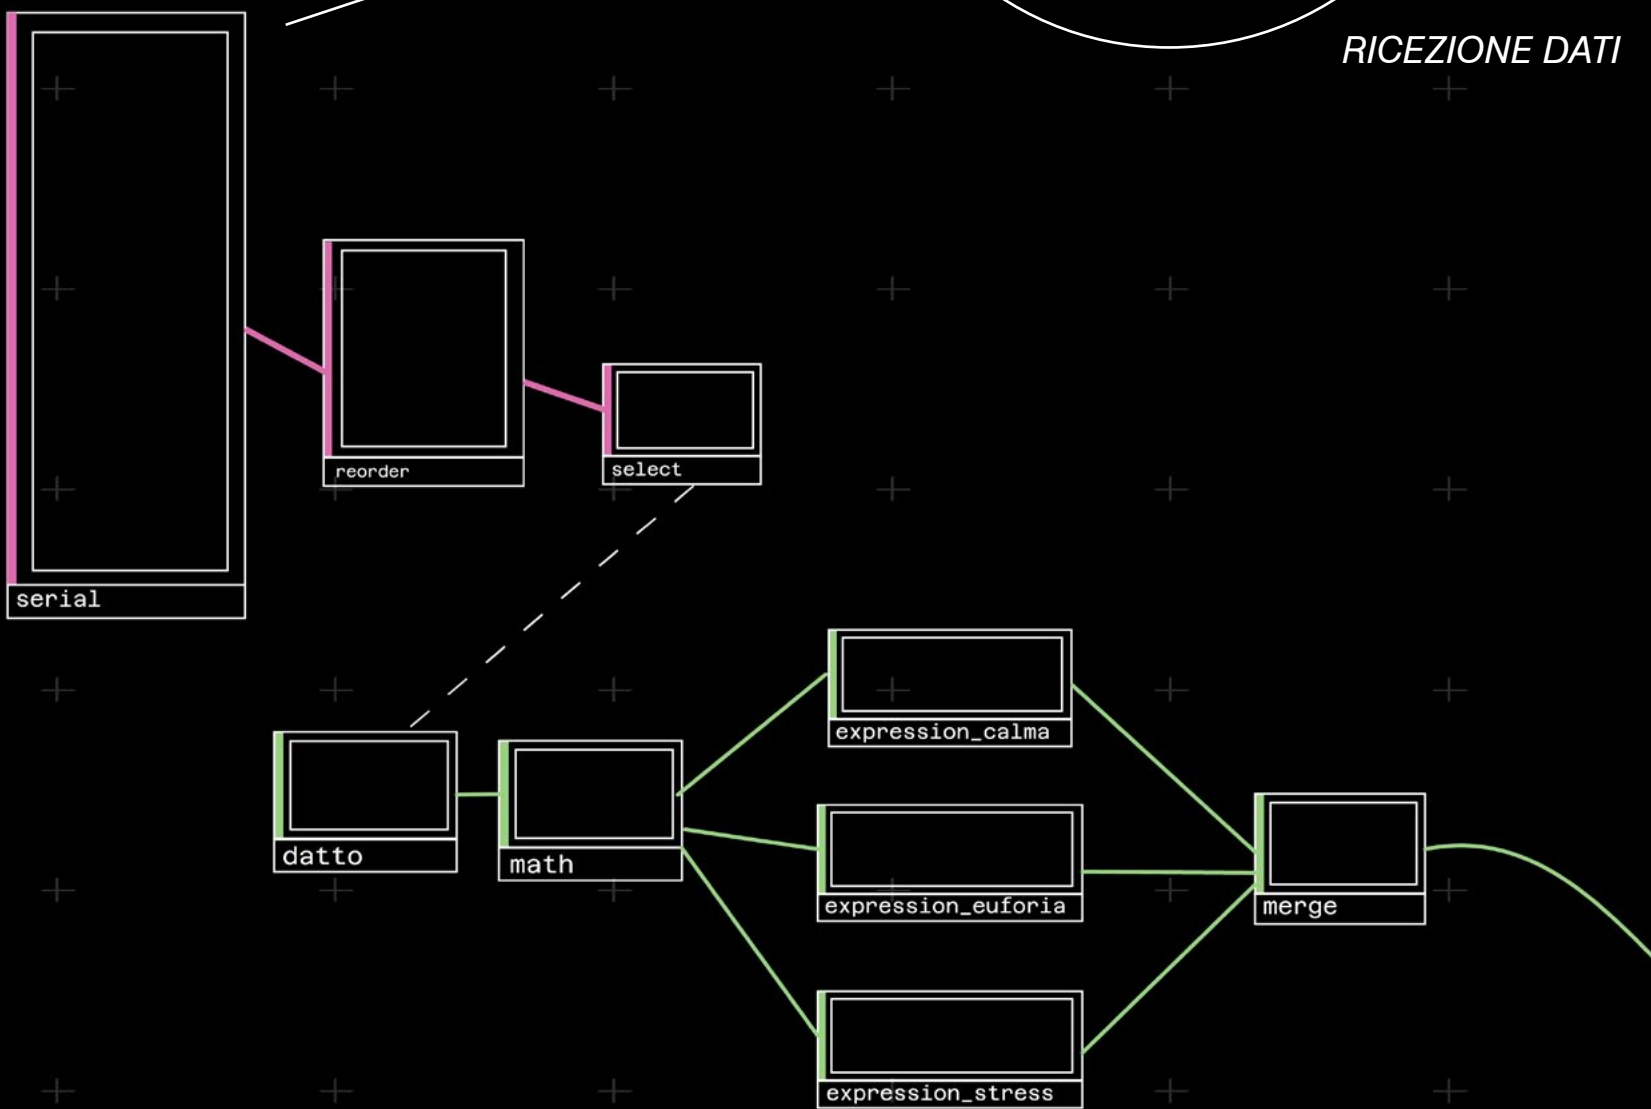 RICEZIONE DATI
serial
reorder
select
datto
math
expression_calma
expression_euforia
expression_stress
merge